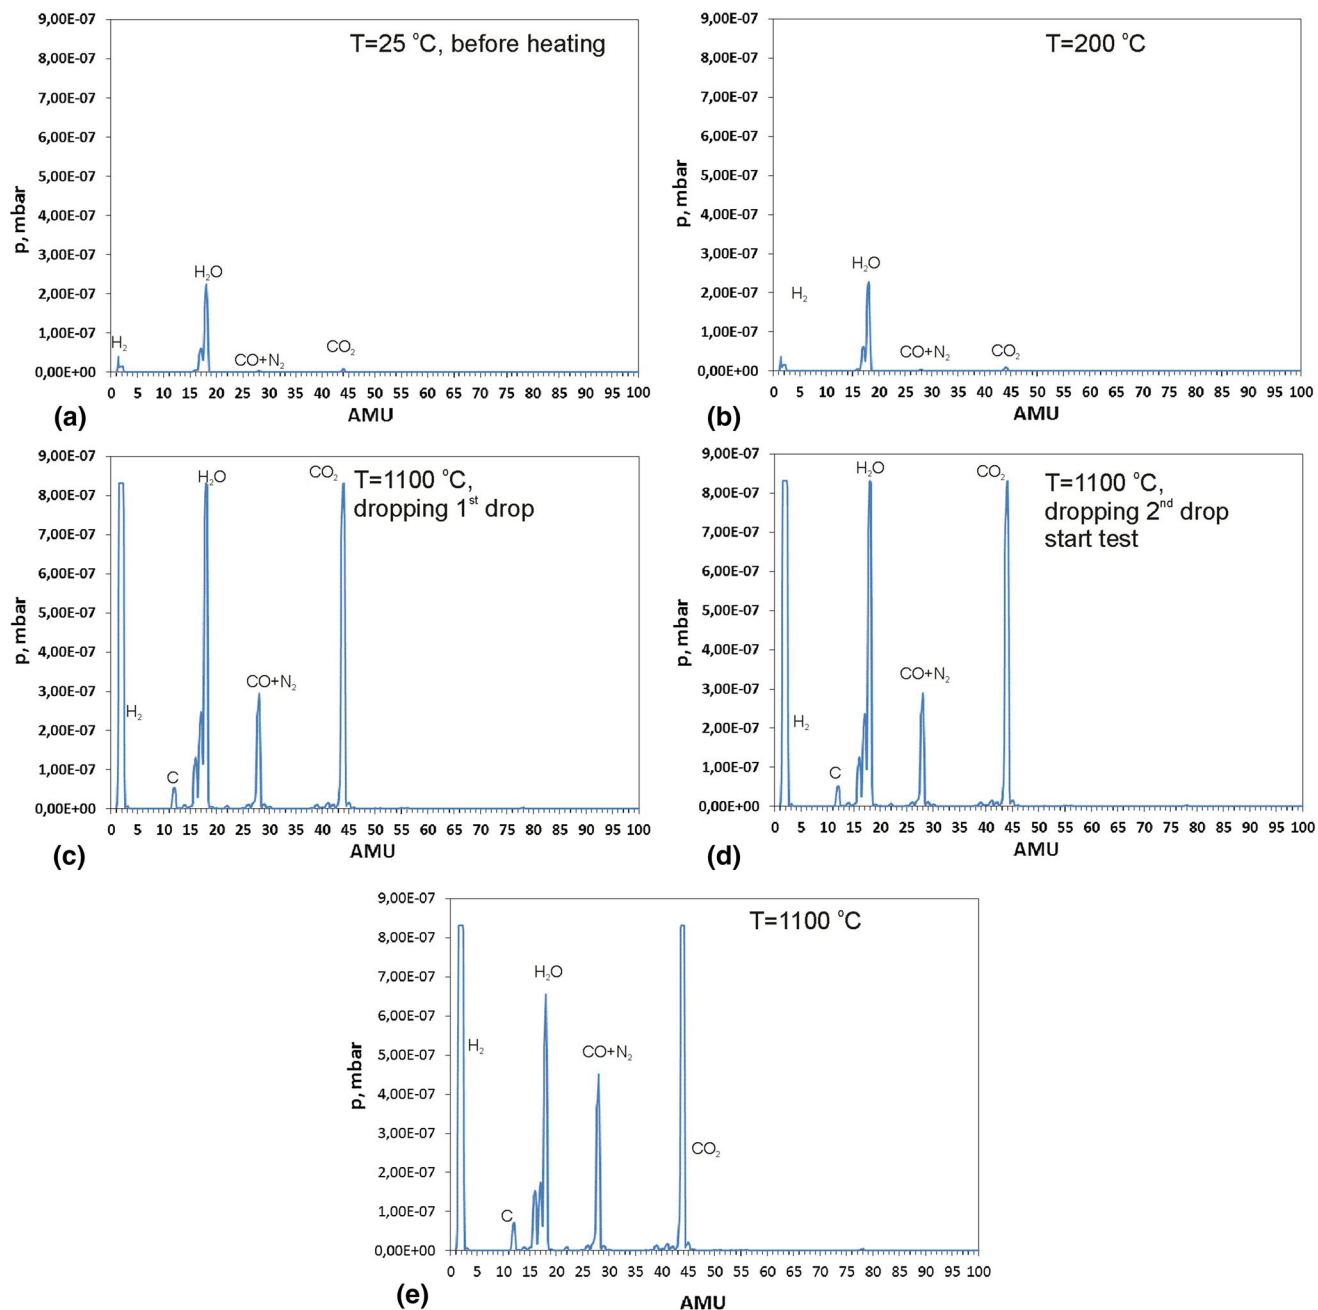 9,00E-07
T=25 °C, before heating
8,00E-07
7,00E-07
6,00E-07
5,00E-07
4,00E-07
3,00E-07
2,00E-07
1,00E-07
0,00E+00
p, mbar
H₂
H₂O
CO+N₂
CO₂
0 5 10 15 20 25 30 35 40 45 50 55 60 65 70 75 80 85 90 95 100
(a)
AMU
9,00E-07
T=200 °C
8,00E-07
7,00E-07
6,00E-07
5,00E-07
4,00E-07
3,00E-07
2,00E-07
1,00E-07
0,00E+00
p, mbar
H₂
H₂O
CO+N₂
CO₂
0 5 10 15 20 25 30 35 40 45 50 55 60 65 70 75 80 85 90 95 100
(b)
AMU
9,00E-07
8,00E-07
7,00E-07
6,00E-07
5,00E-07
4,00E-07
3,00E-07
2,00E-07
1,00E-07
0,00E+00
p, mbar
T=1100 °C,
dropping 1ˢᵗ drop
H₂
C
H₂O
CO+N₂
CO₂
0 5 10 15 20 25 30 35 40 45 50 55 60 65 70 75 80 85 90 95 100
(c)
AMU
9,00E-07
8,00E-07
7,00E-07
6,00E-07
5,00E-07
4,00E-07
3,00E-07
2,00E-07
1,00E-07
0,00E+00
p, mbar
T=1100 °C,
dropping 2ⁿᵈ drop
start test
H₂
C
H₂O
CO+N₂
CO₂
0 5 10 15 20 25 30 35 40 45 50 55 60 65 70 75 80 85 90 95 100
(d)
AMU
9,00E-07
8,00E-07
7,00E-07
6,00E-07
5,00E-07
4,00E-07
3,00E-07
2,00E-07
1,00E-07
0,00E+00
p, mbar
T=1100 °C
H₂
C
H₂O
CO+N₂
CO₂
0 5 10 15 20 25 30 35 40 45 50 55 60 65 70 75 80 85 90 95 100
(e)
AMU